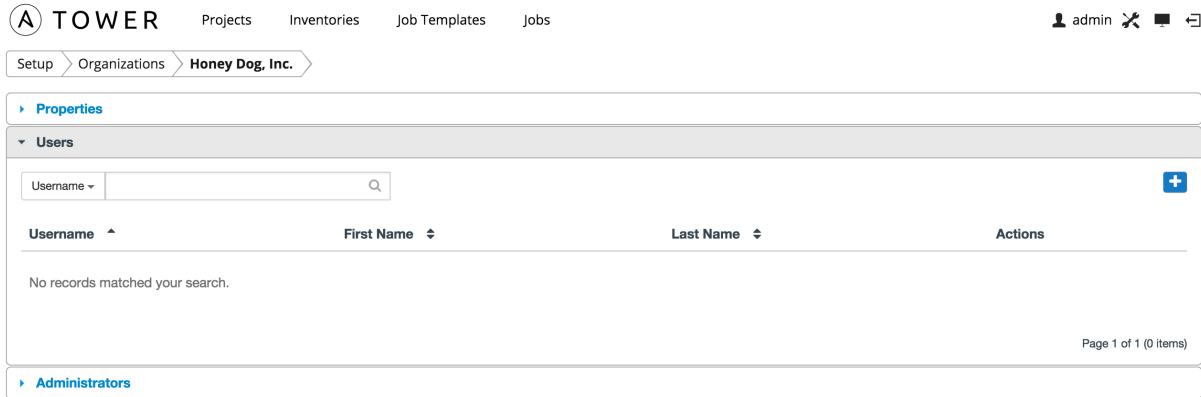 A TOWER Projects Inventories Job Templates Jobs admin
Setup Organizations Honey Dog, Inc.
Properties
Users
Username
Username First Name Last Name Actions
No records matched your search.
Page 1 of 1 (0 items)
Administrators